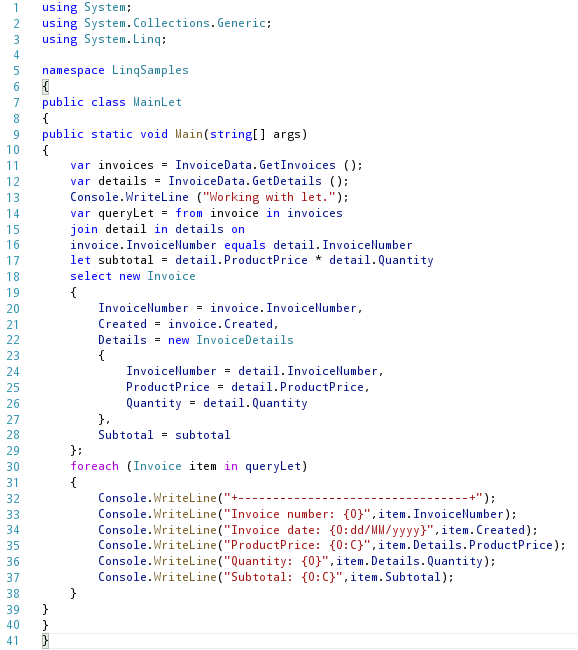 1 using System;
2 using System.Collections.Generic;
3 using System.Linq;
4
5 namespace LinqSamples
6 {
7 public class MainLet
8 {
9 public static void Main(string[] args)
10 {
11     var invoices = InvoiceData.GetInvoices ();
12     var details = InvoiceData.GetDetails ();
13     Console.WriteLine ("Working with let.");
14     var queryLet = from invoice in invoices
15     join detail in details on
16     invoice.InvoiceNumber equals detail.InvoiceNumber
17     let subtotal = detail.ProductPrice * detail.Quantity
18     select new Invoice
19     {
20         InvoiceNumber = invoice.InvoiceNumber,
21         Created = invoice.Created,
22         Details = new InvoiceDetails
23         {
24             InvoiceNumber = detail.InvoiceNumber,
25             ProductPrice = detail.ProductPrice,
26             Quantity = detail.Quantity
27         },
28         Subtotal = subtotal
29     };
30     foreach (Invoice item in queryLet)
31     {
32         Console.WriteLine("+---------------------------------+");
33         Console.WriteLine("Invoice number: {0}",item.InvoiceNumber);
34         Console.WriteLine("Invoice date: {0:dd/MM/yyyy}",item.Created);
35         Console.WriteLine("ProductPrice: {0:C}",item.Details.ProductPrice);
36         Console.WriteLine("Quantity: {0}",item.Details.Quantity);
37         Console.WriteLine("Subtotal: {0:C}",item.Subtotal);
38     }
39 }
40 }
41 }